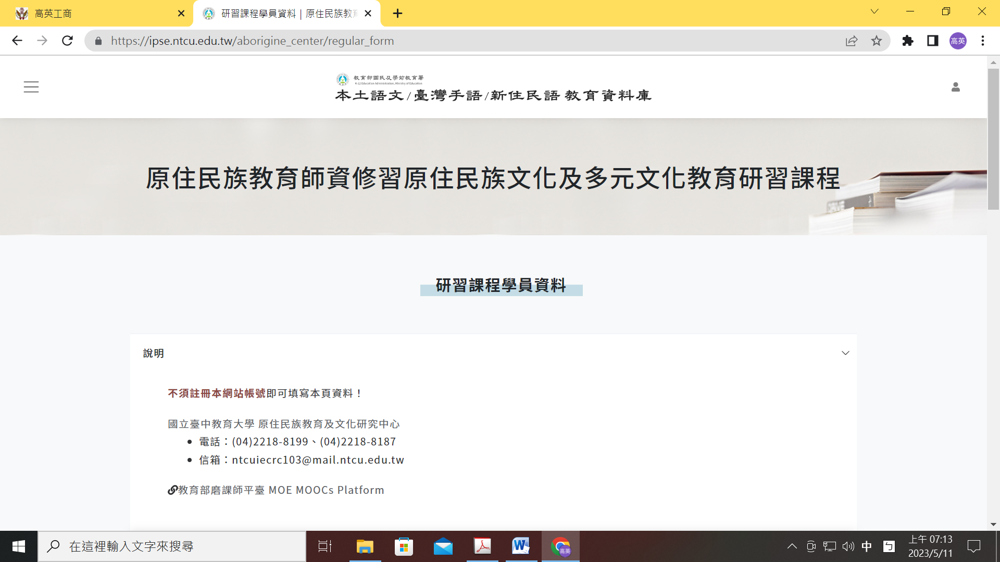 高英工商
研習課程學員資料 | 原住民族教育
https://ipse.ntcu.edu.tw/aborigine_center/regular_form
高英
教育部國民及學前教育署
K-12 Education Administration, Ministry of Education
本土語文/臺灣手語/新住民語 教育資料庫
原住民族教育師資修習原住民族文化及多元文化教育研習課程
研習課程學員資料
說明
不須註冊本網站帳號即可填寫本頁資料！
國立臺中教育大學 原住民族教育及文化研究中心
電話：(04)2218-8199、(04)2218-8187
信箱：ntcuiecrc103@mail.ntcu.edu.tw
教育部磨課師平臺 MOE MOOCs Platform
在這裡輸入文字來搜尋
高英
中
ㄅ
上午 07:13
2023/5/11